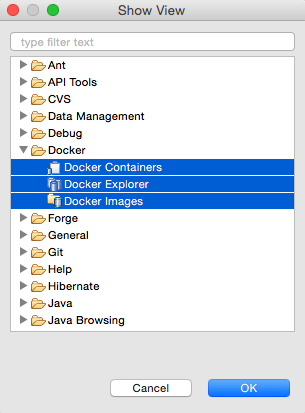 Show View
type filter text
Ant
API Tools
CVS
Data Management
Debug
Docker
Docker Containers
Docker Explorer
Docker Images
Forge
General
Git
Help
Hibernate
Java
Java Browsing
Cancel OK